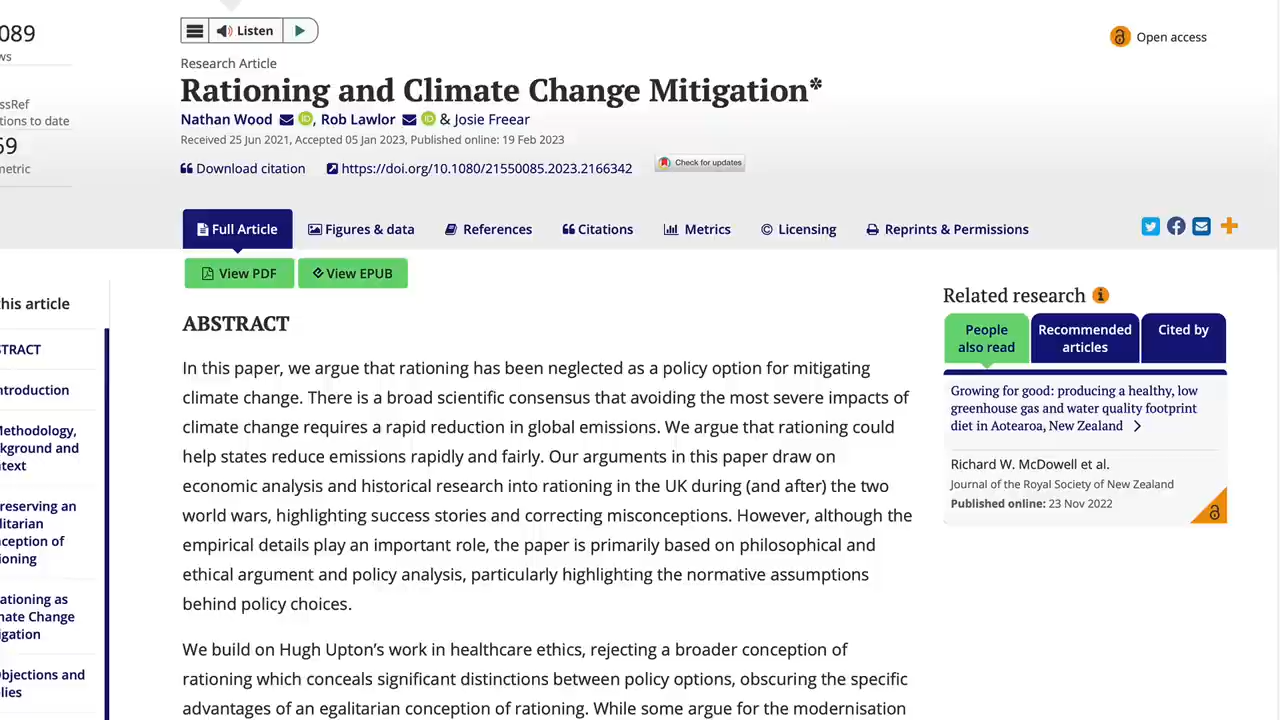 089
ws
ssRef
tions to date
59
metric
Listen
Research Article
Rationing and Climate Change Mitigation*
Nathan Wood, Rob Lawlor & Josie Freear
Received 25 Jun 2021, Accepted 05 Jan 2023, Published online: 19 Feb 2023
Download citation https://doi.org/10.1080/21550085.2023.2166342 Check for updates
Open access
Full Article Figures & data References Citations Metrics Licensing Reprints & Permissions
View PDF View EPUB
his article
STRACT
ntroduction
Methodology,
kground and
text
reserving an
litarian
ception of
ioning
ationing as
mate Change
igation
Objections and
lies
ABSTRACT
In this paper, we argue that rationing has been neglected as a policy option for mitigating
climate change. There is a broad scientific consensus that avoiding the most severe impacts of
climate change requires a rapid reduction in global emissions. We argue that rationing could
help states reduce emissions rapidly and fairly. Our arguments in this paper draw on
economic analysis and historical research into rationing in the UK during (and after) the two
world wars, highlighting success stories and correcting misconceptions. However, although the
empirical details play an important role, the paper is primarily based on philosophical and
ethical argument and policy analysis, particularly highlighting the normative assumptions
behind policy choices.
We build on Hugh Upton's work in healthcare ethics, rejecting a broader conception of
rationing which conceals significant distinctions between policy options, obscuring the specific
advantages of an egalitarian conception of rationing. While some argue for the modernisation
Related research
People
also read
Recommended
articles
Cited by
Growing for good: producing a healthy, low
greenhouse gas and water quality footprint
diet in Aotearoa, New Zealand
Richard W. McDowell et al.
Journal of the Royal Society of New Zealand
Published online: 23 Nov 2022